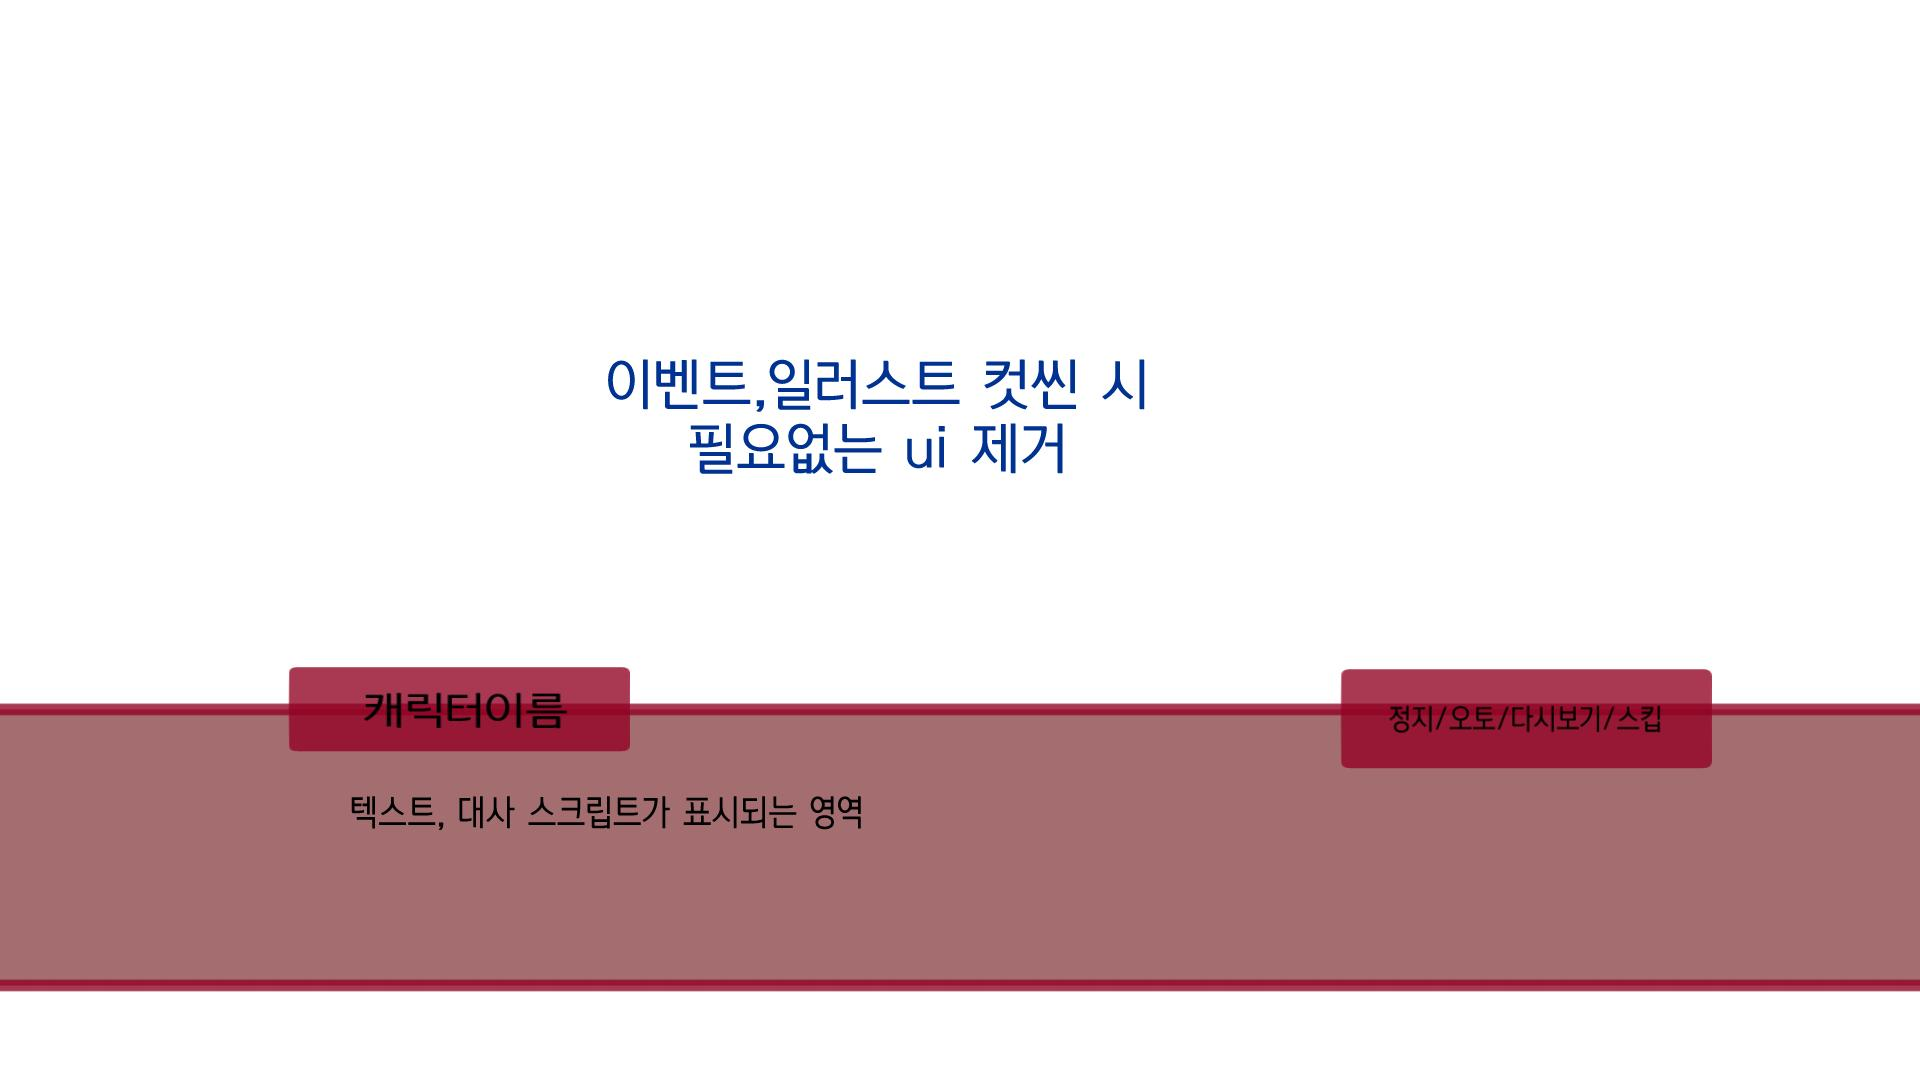 이벤트,일러스트 컷씬 시
필요없는 ui 제거
캐릭터이름
정지/오토/다시보기/스킵
텍스트, 대사 스크립트가 표시되는 영역